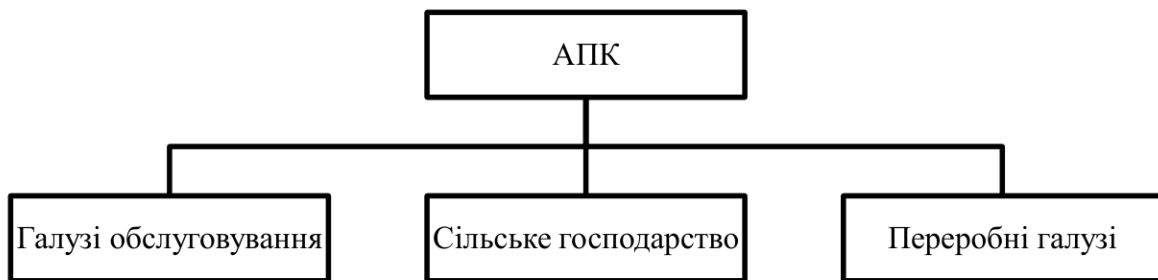 АПК
Галузі обслуговування
Сільське господарство
Переробні галузі